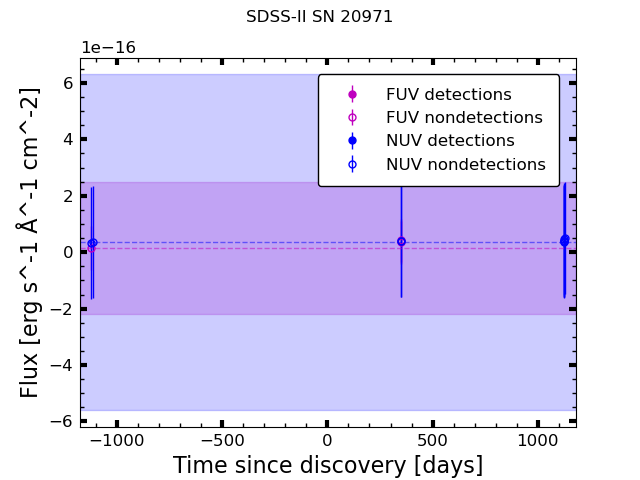 SDSS-II SN 20971
1e−16
6
4
2
0
−2
−4
−6
Flux [erg s^-1 Å^-1 cm^-2]
FUV detections
FUV nondetections
NUV detections
NUV nondetections
−1000
−500
0
500
1000
Time since discovery [days]